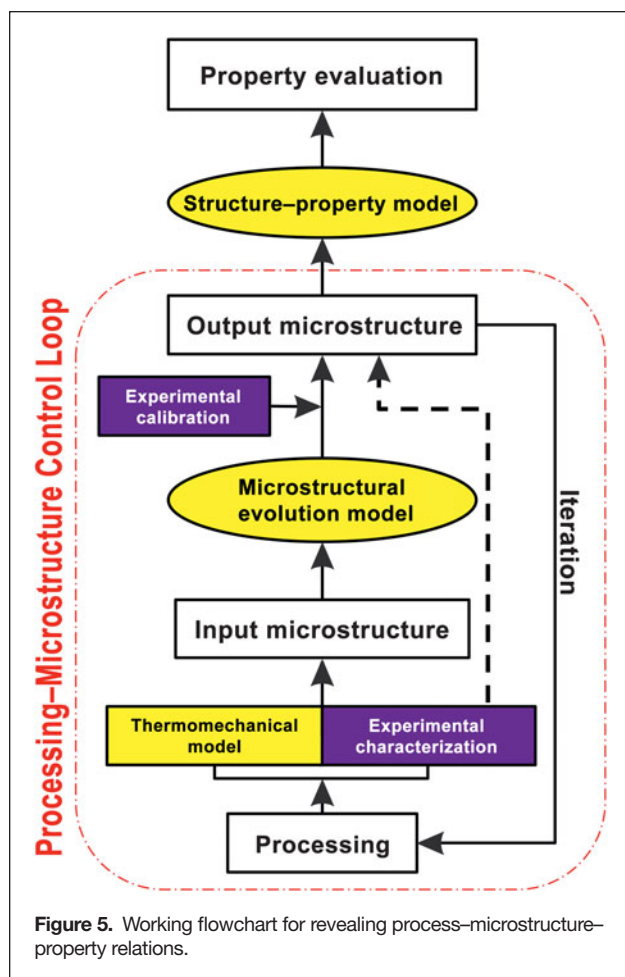 Property evaluation
Structure–property model
Processing–Microstructure Control Loop
Output microstructure
Experimental
calibration
Microstructural
evolution model
Iteration
Input microstructure
Thermomechanical
model
Experimental
characterization
Processing
Figure 5. Working flowchart for revealing process–microstructure–
property relations.